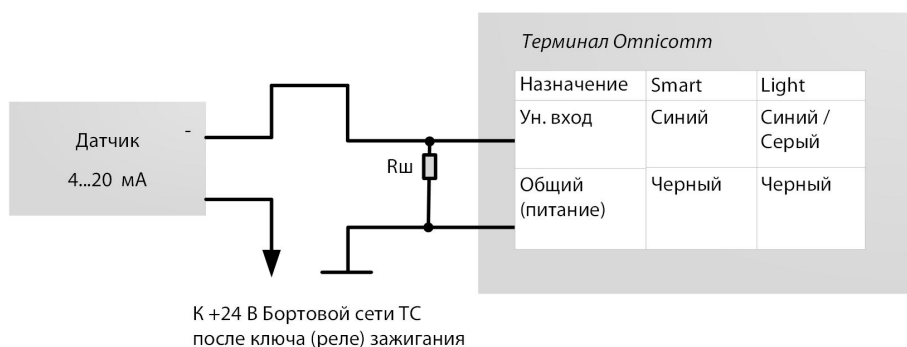 Терминал Omnicomm
Назначение Smart Light
Ун. вход Синий Синий /
Серый
Общий Черный Черный
(питание)
Датчик -
4...20 мА
Rш
К +24 В Бортовой сети ТС
после ключа (реле) зажигания